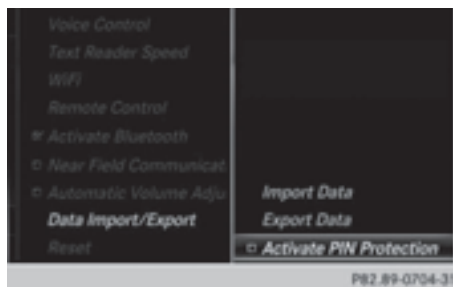 Voice Control
Text Reader Speed
WiFi
Remote Control
Activate Bluetooth
Near Field Communicat
Automatic Volume Adju
Data Import/Export
Reset
Import Data
Export Data
Activate PIN Protection
P82.89-0704-31